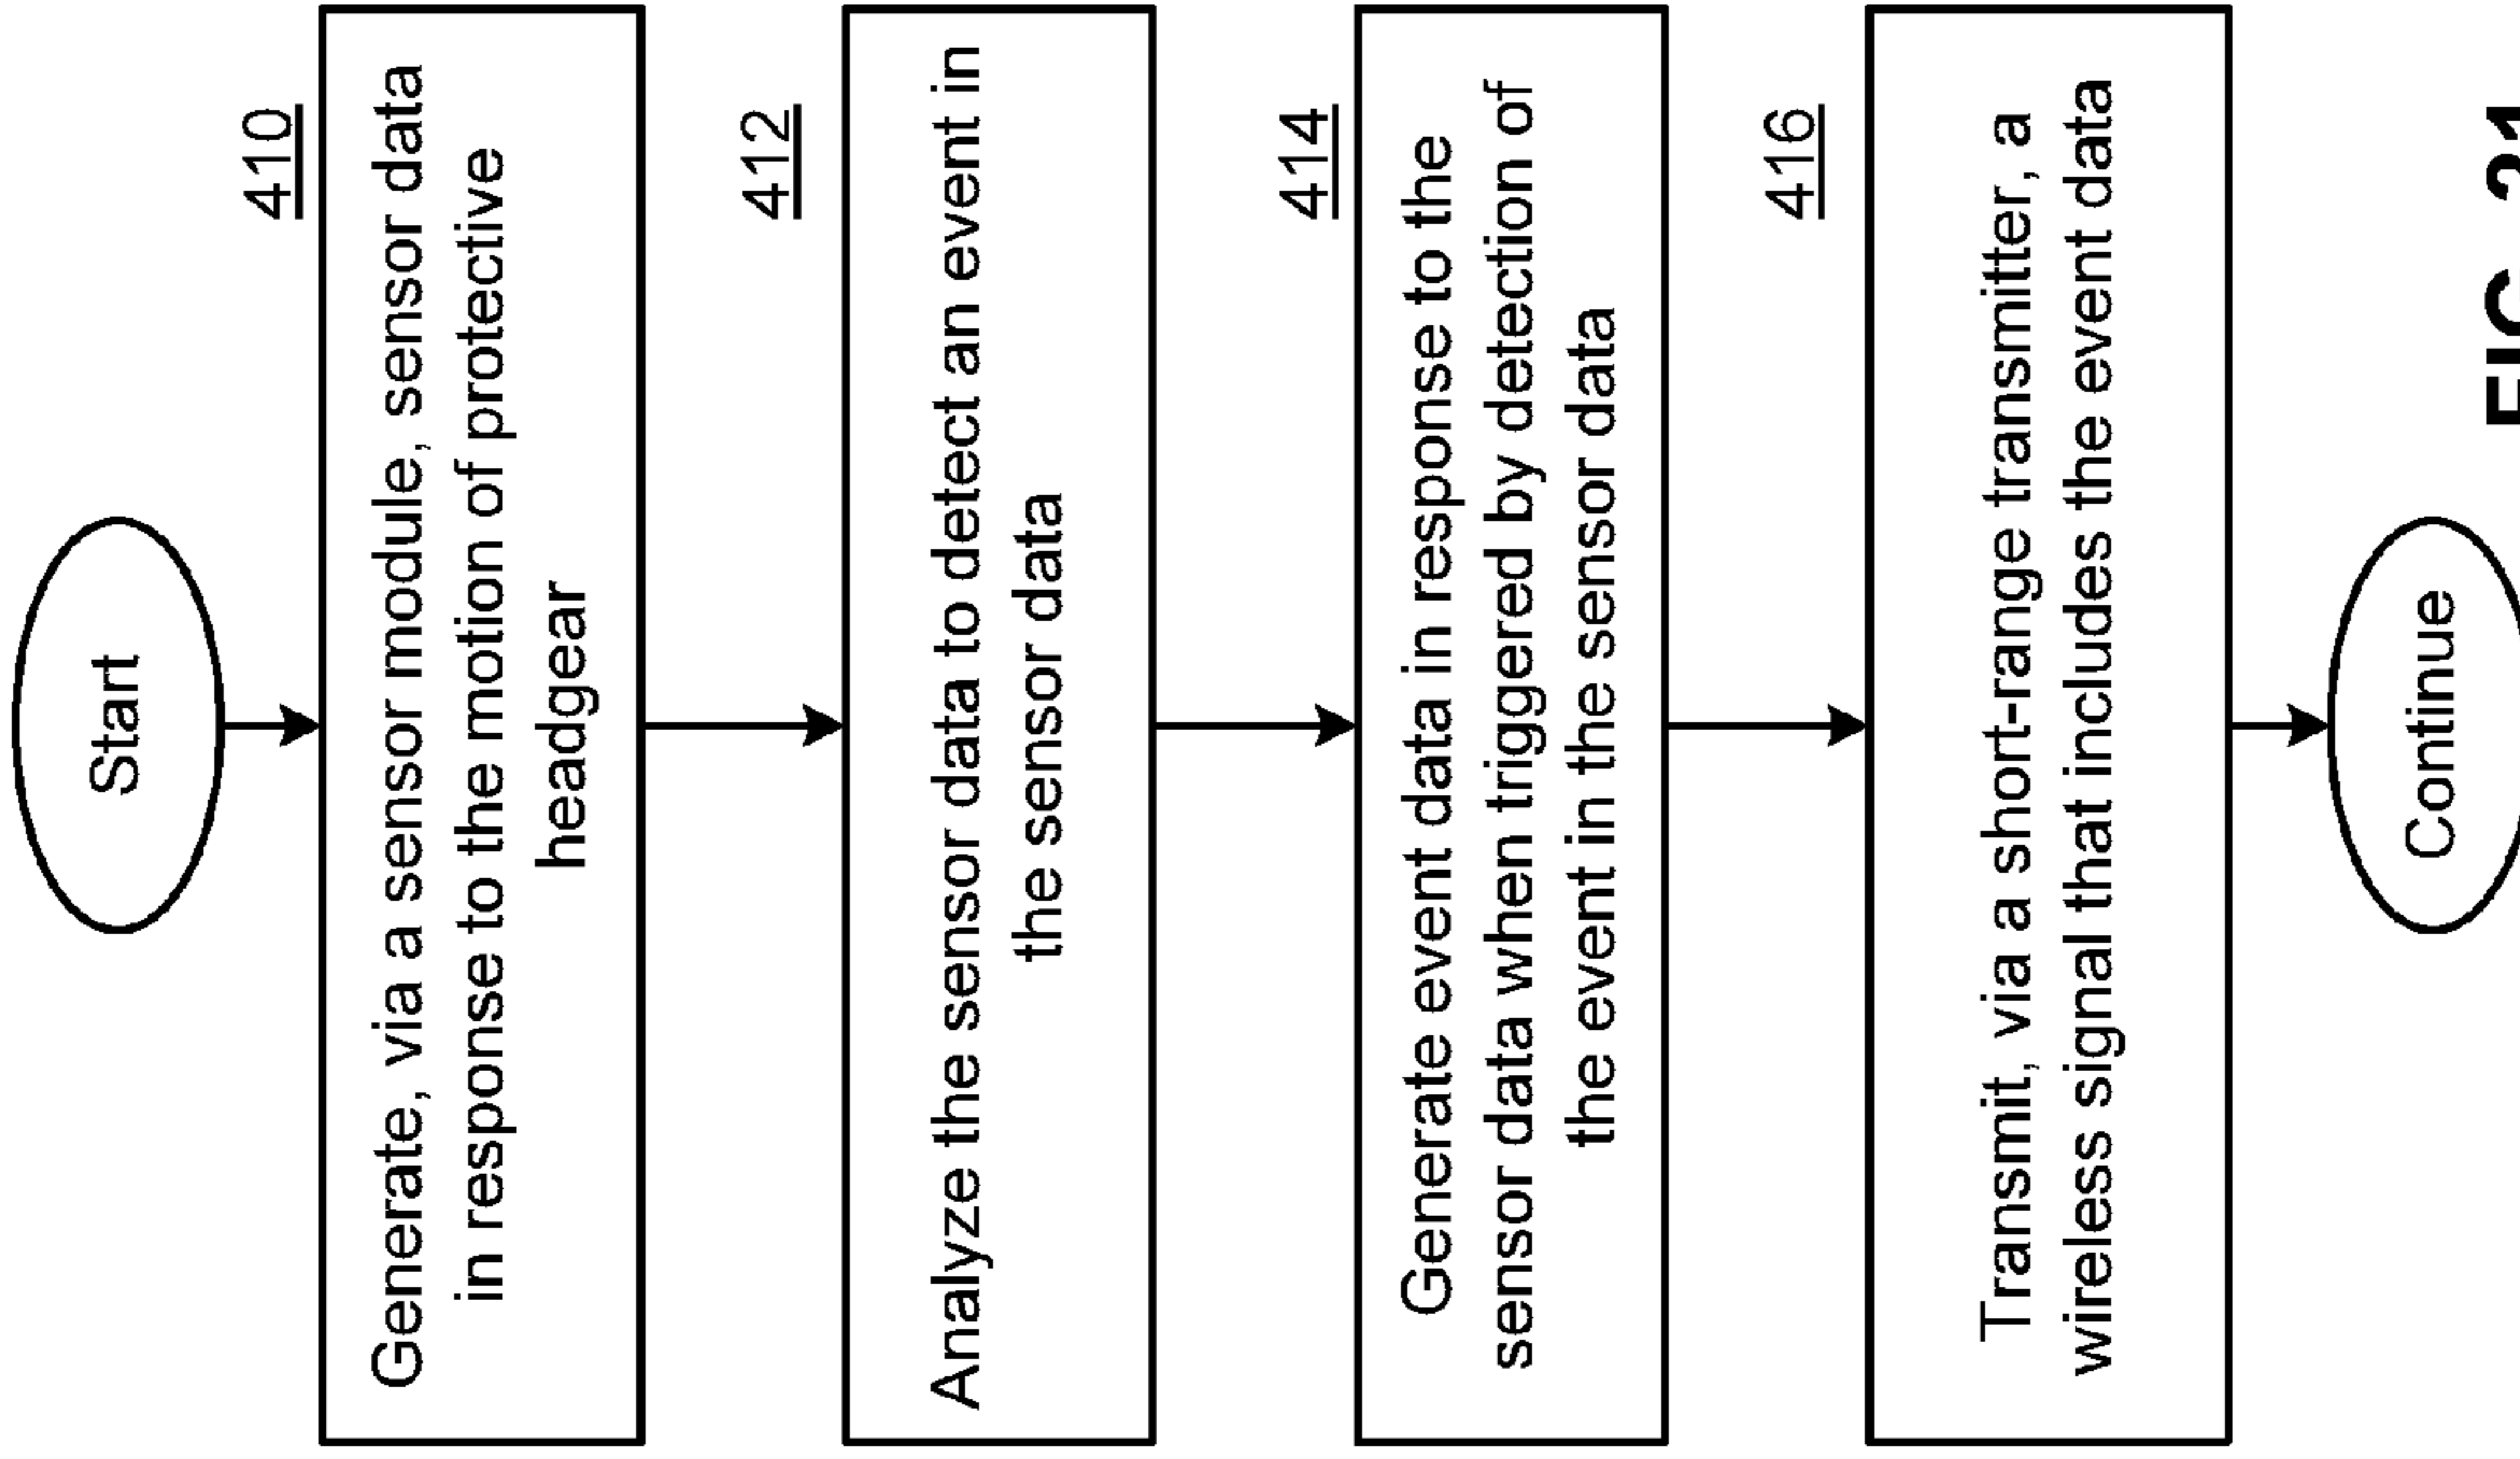 Start
410
Generate, via a sensor module, sensor data
in response to the motion of protective
headgear
412
Analyze the sensor data to detect an event in
the sensor data
414
Generate event data in response to the
sensor data when triggered by detection of
the event in the sensor data
416
Transmit, via a short-range transmitter, a
wireless signal that includes the event data
Continue
FIG. 21